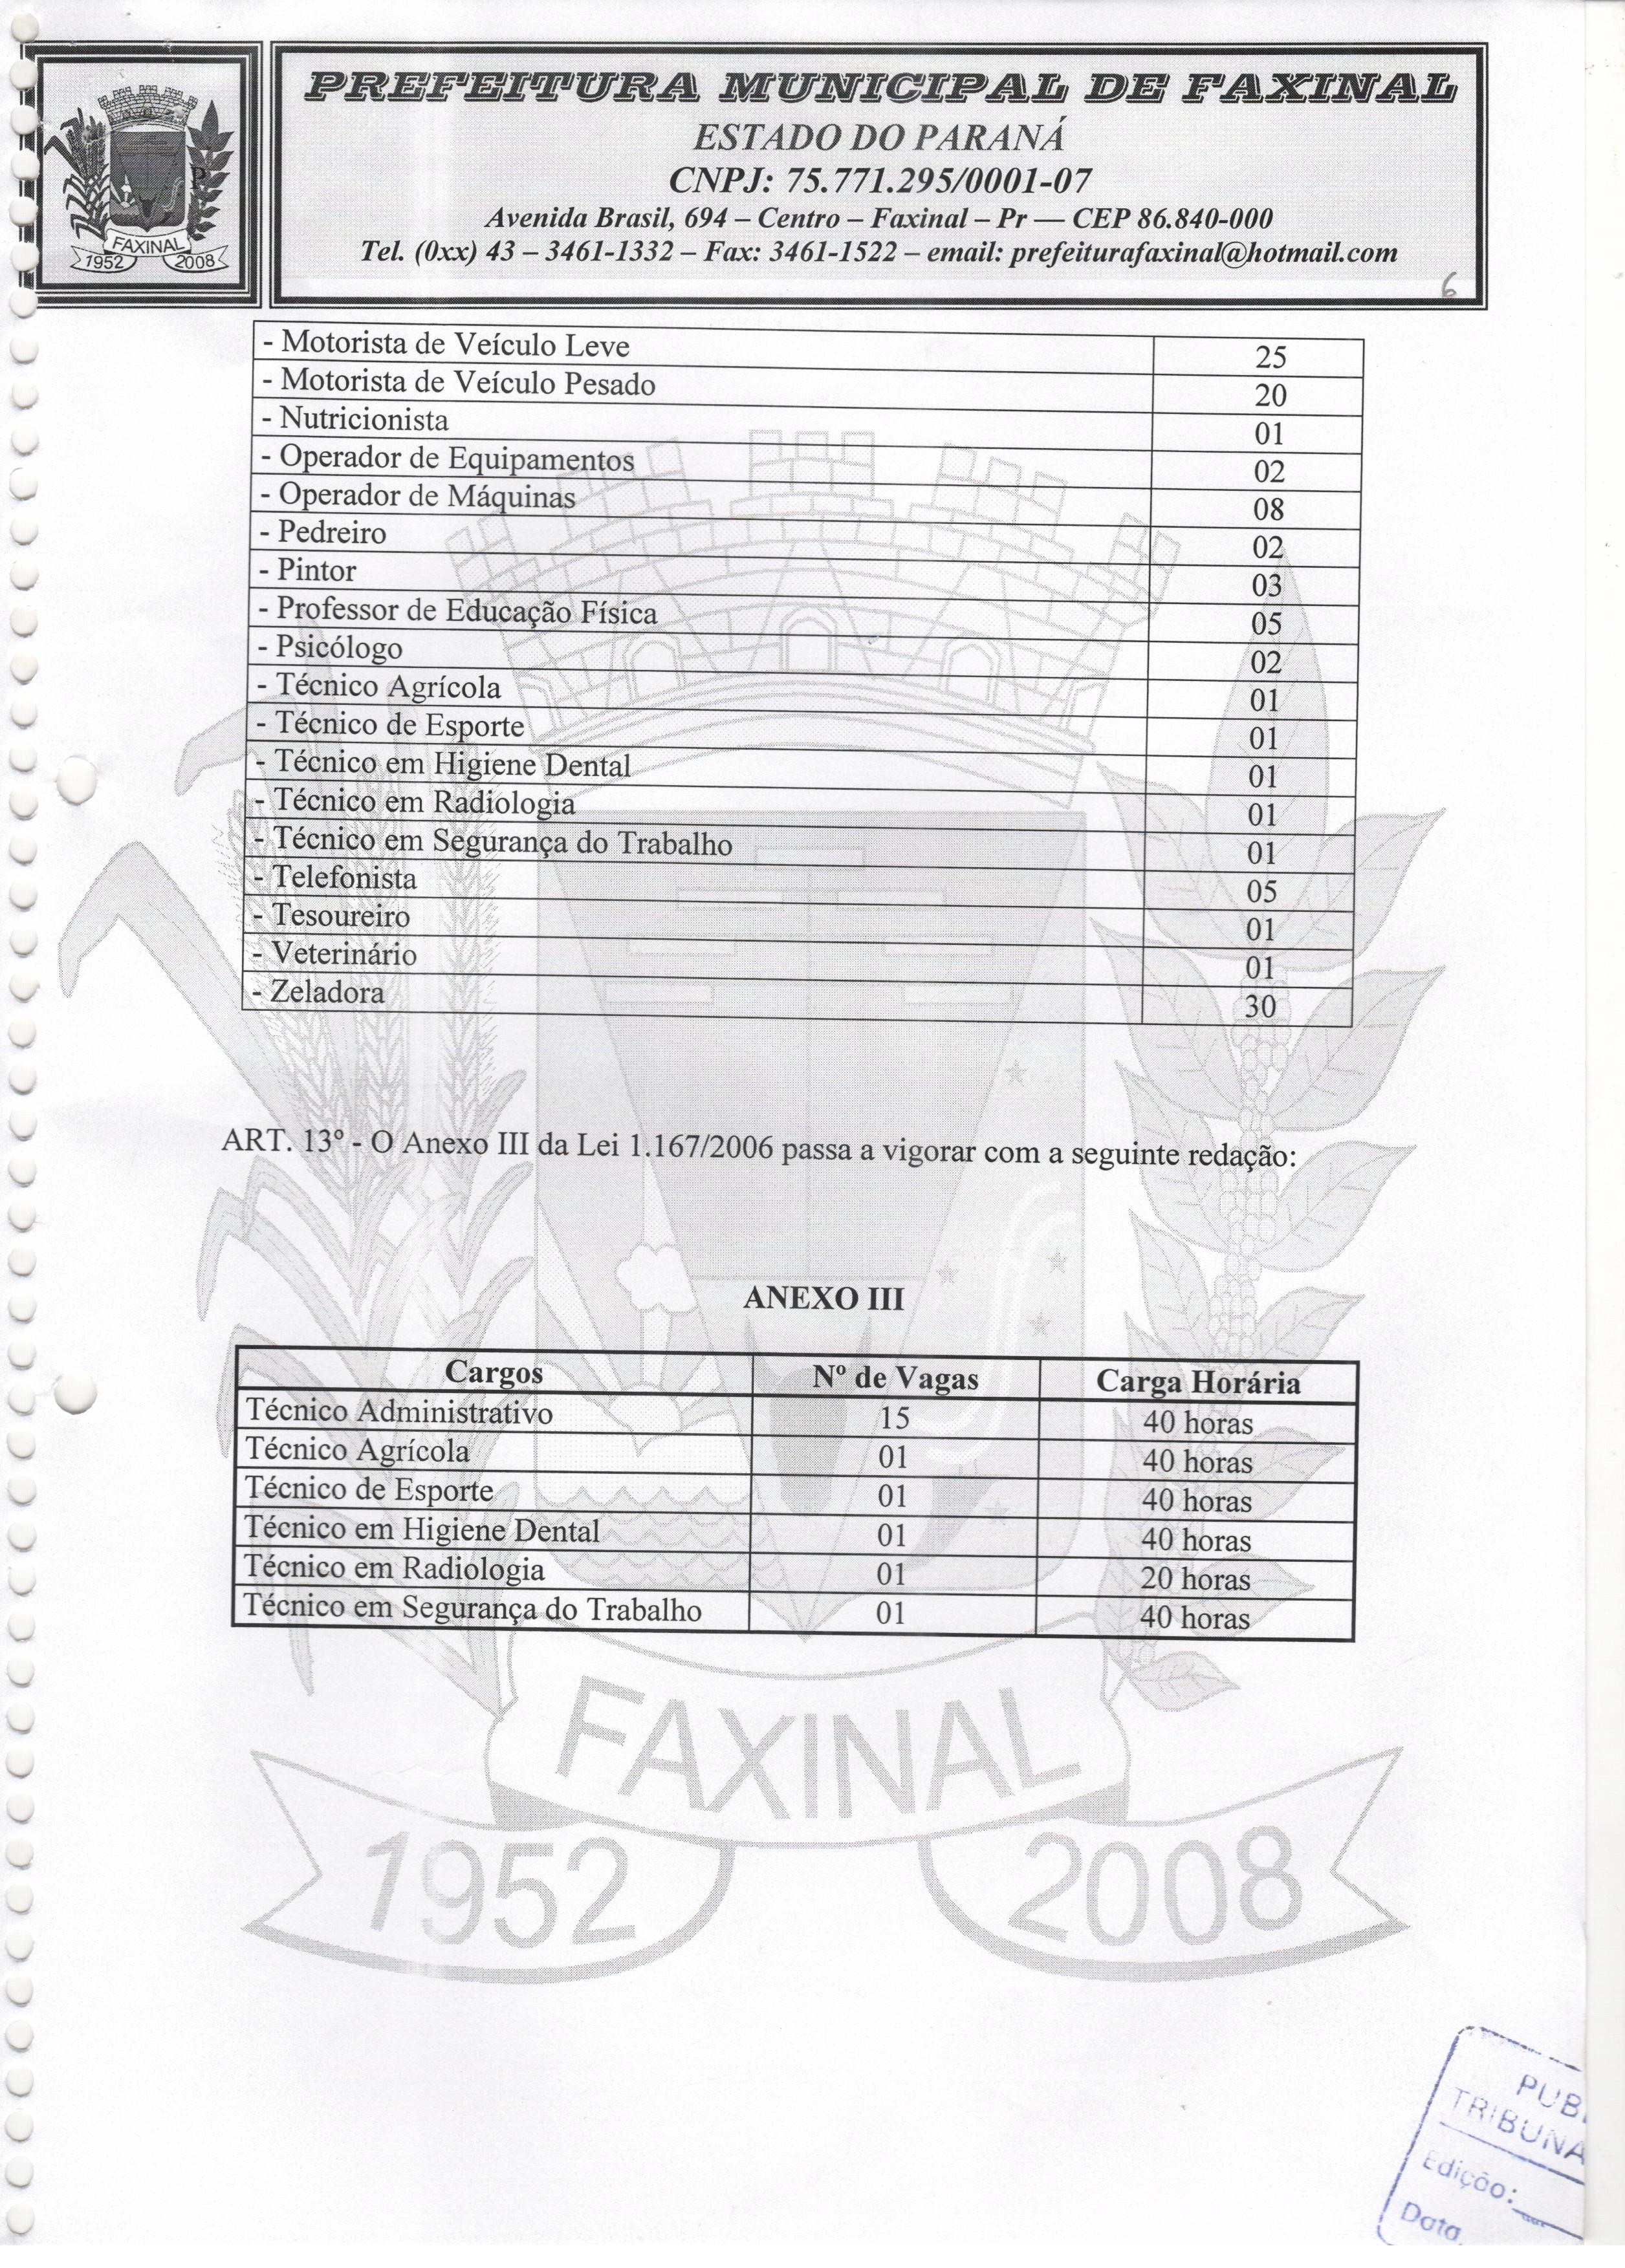 PREFEITURA MUNICIPAL DE FAXINAL
ESTADO DO PARANÁ
CNPJ: 75.771.295/0001-07
Avenida Brasil, 694 – Centro – Faxinal – Pr — CEP 86.840-000
Tel. (0xx) 43 – 3461-1332 – Fax: 3461-1522 – email: prefeiturafaxinal@hotmail.com
P
FAXINAL
1952 2008
6
- Motorista de Veículo Leve 25
- Motorista de Veículo Pesado 20
- Nutricionista 01
- Operador de Equipamentos 02
- Operador de Máquinas 08
- Pedreiro 02
- Pintor 03
- Professor de Educação Física 05
- Psicólogo 02
- Técnico Agrícola 01
- Técnico de Esporte 01
- Técnico em Higiene Dental 01
- Técnico em Radiologia 01
- Técnico em Segurança do Trabalho 01
- Telefonista 05
- Tesoureiro 01
- Veterinário 01
- Zeladora 30
ART. 13º - O Anexo III da Lei 1.167/2006 passa a vigorar com a seguinte redação:
ANEXO III
Cargos Nº de Vagas Carga Horária
Técnico Administrativo 15 40 horas
Técnico Agrícola 01 40 horas
Técnico de Esporte 01 40 horas
Técnico em Higiene Dental 01 40 horas
Técnico em Radiologia 01 20 horas
Técnico em Segurança do Trabalho 01 40 horas
FAXINAL
1952 2008
PUB
TRIBUNA
Edição:
Data